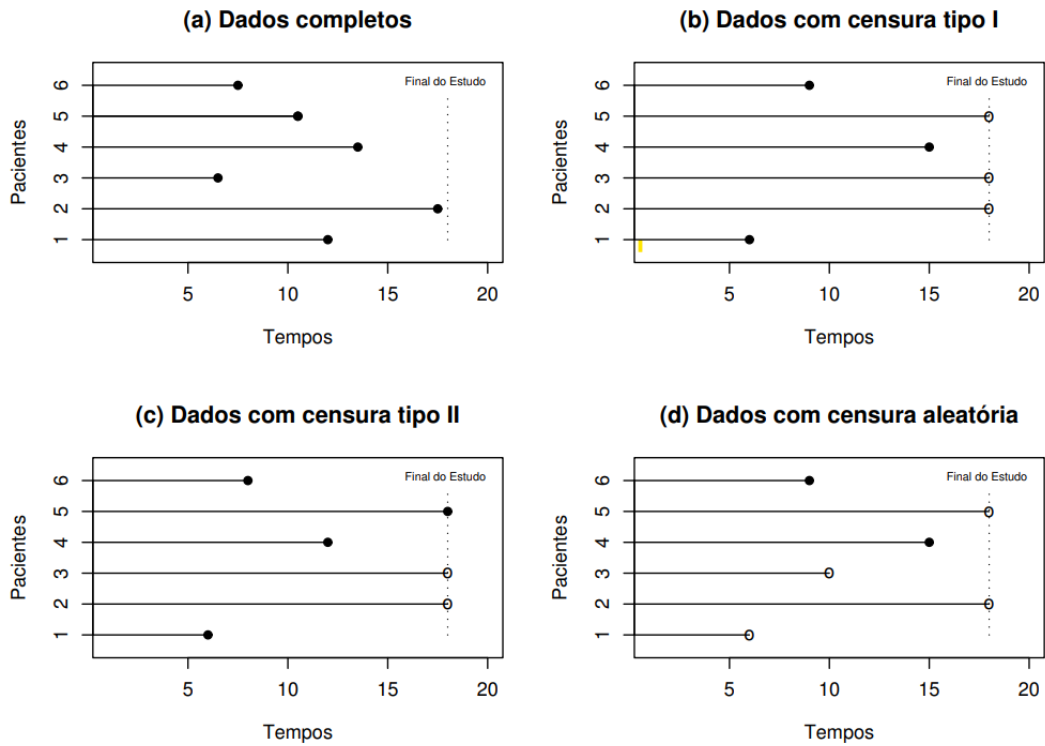 (a) Dados completos
Final do Estudo
Pacientes
6
5
4
3
2
1
5 10 15 20
Tempos
(b) Dados com censura tipo I
Final do Estudo
Pacientes
6
5
4
3
2
1
5 10 15 20
Tempos
(c) Dados com censura tipo II
Final do Estudo
Pacientes
6
5
4
3
2
1
5 10 15 20
Tempos
(d) Dados com censura aleatória
Final do Estudo
Pacientes
6
5
4
3
2
1
5 10 15 20
Tempos